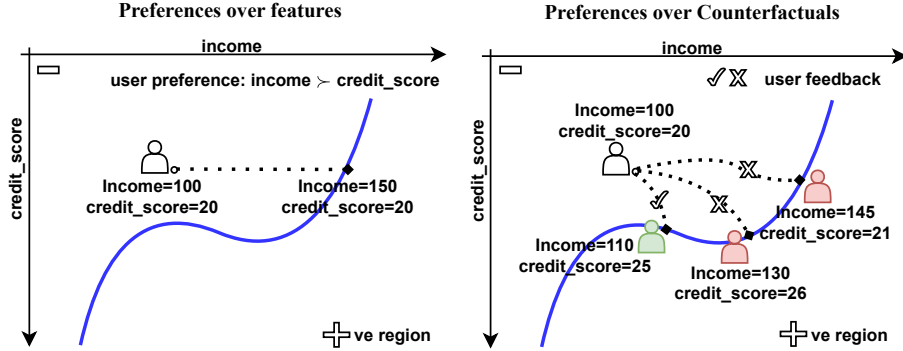 Preferences over features
income
user preference: income ≻ credit_score
credit_score
Income=100
credit_score=20
Income=150
credit_score=20
ve region
Preferences over Counterfactuals
income
user feedback
credit_score
Income=100
credit_score=20
Income=145
credit_score=21
Income=110
credit_score=25
Income=130
credit_score=26
ve region